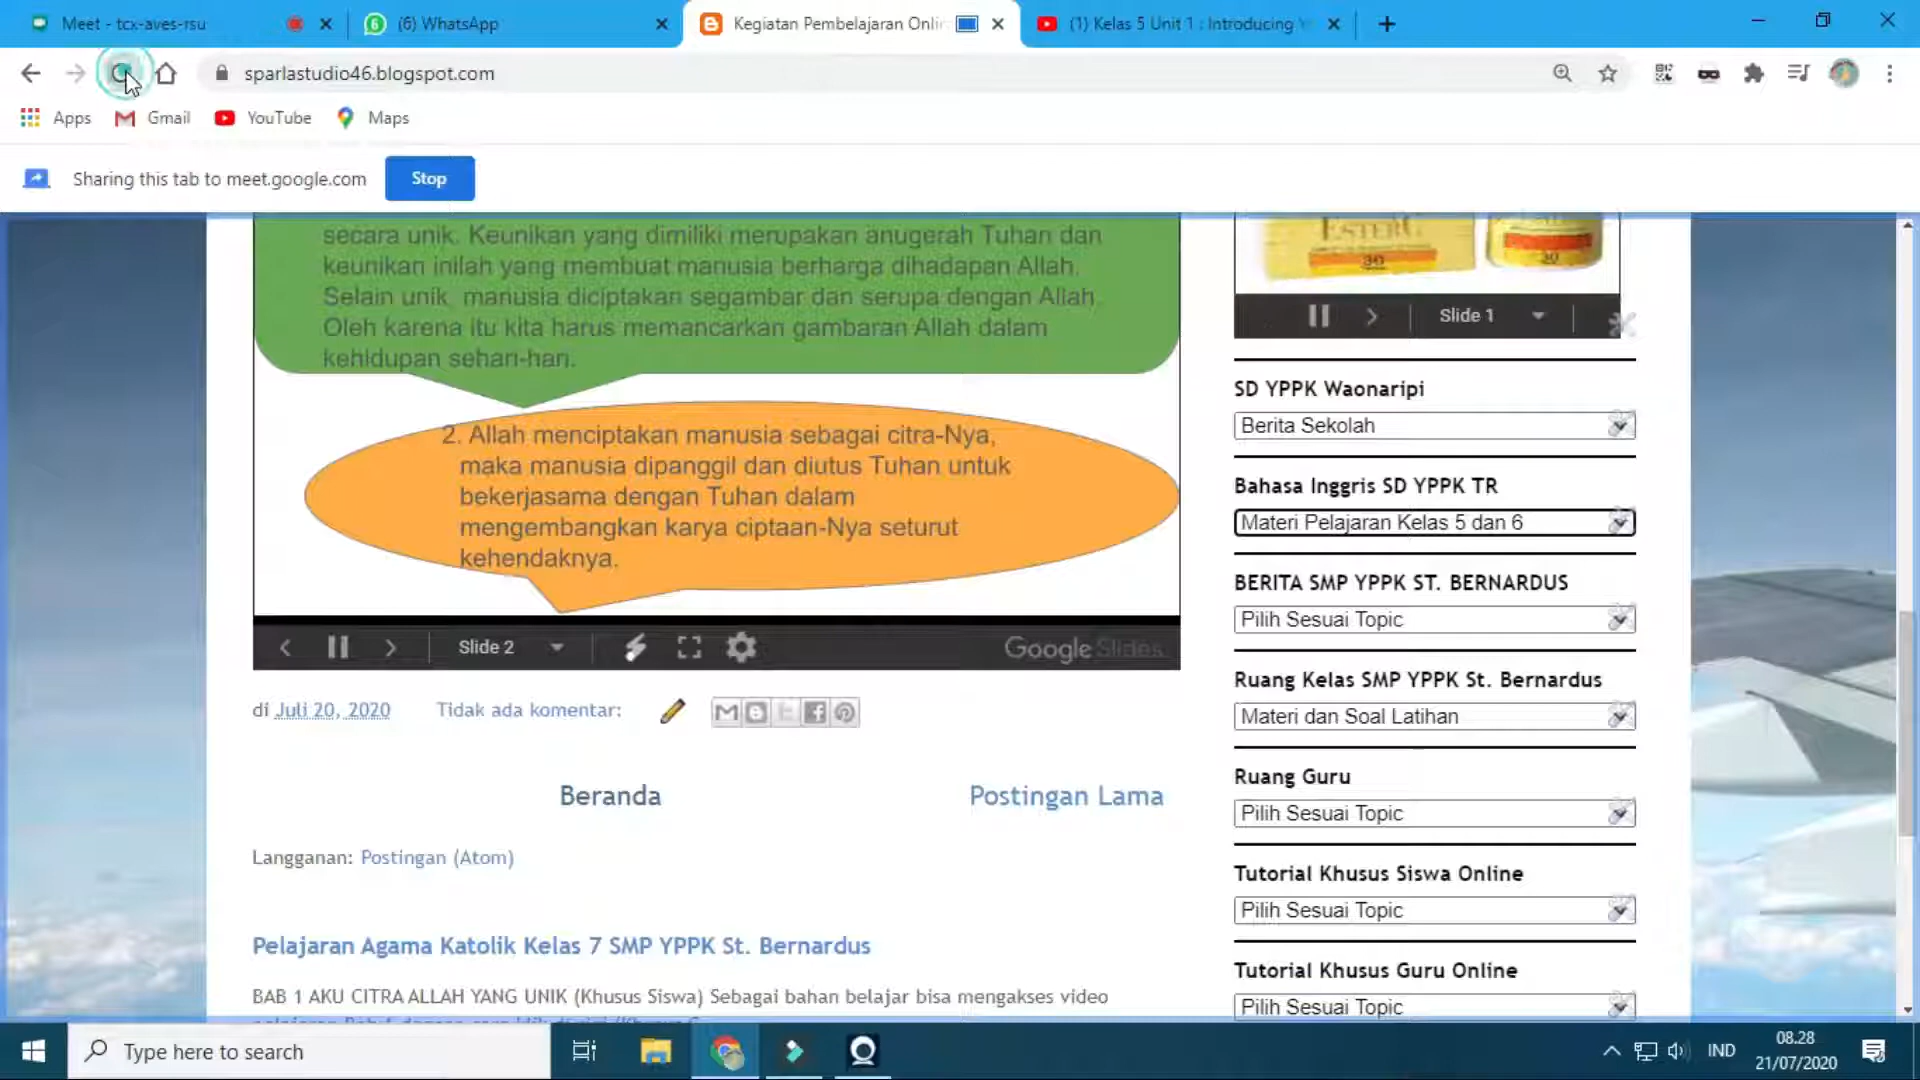 Meet - tcx-aves-rsu
(6) WhatsApp
Kegiatan Pembelajaran Onlin
(1) Kelas 5 Unit 1 : Introducing Y
sparlastudio46.blogspot.com
Apps
Gmail
YouTube
Maps
Sharing this tab to meet.google.com
Stop
secara unik. Keunikan yang dimiliki merupakan anugerah Tuhan dan
keunikan inilah yang membuat manusia berharga dihadapan Allah.
Selain unik, manusia diciptakan segambar dan serupa dengan Allah.
Oleh karena itu kita harus memancarkan gambaran Allah dalam
kehidupan sehari-hari.
2. Allah menciptakan manusia sebagai citra-Nya,
maka manusia dipanggil dan diutus Tuhan untuk
bekerjasama dengan Tuhan dalam
mengembangkan karya ciptaan-Nya seturut
kehendaknya.
Slide 2
Google Slides
di Juli 20, 2020
Tidak ada komentar:
Beranda
Postingan Lama
Langganan: Postingan (Atom)
Pelajaran Agama Katolik Kelas 7 SMP YPPK St. Bernardus
BAB 1 AKU CITRA ALLAH YANG UNIK (Khusus Siswa) Sebagai bahan belajar bisa mengakses video
ESTER C
30
30
Slide 1
SD YPPK Waonaripi
Berita Sekolah
Bahasa Inggris SD YPPK TR
Materi Pelajaran Kelas 5 dan 6
BERITA SMP YPPK ST. BERNARDUS
Pilih Sesuai Topic
Ruang Kelas SMP YPPK St. Bernardus
Materi dan Soal Latihan
Ruang Guru
Pilih Sesuai Topic
Tutorial Khusus Siswa Online
Pilih Sesuai Topic
Tutorial Khusus Guru Online
Pilih Sesuai Topic
Type here to search
IND
08.28
21/07/2020